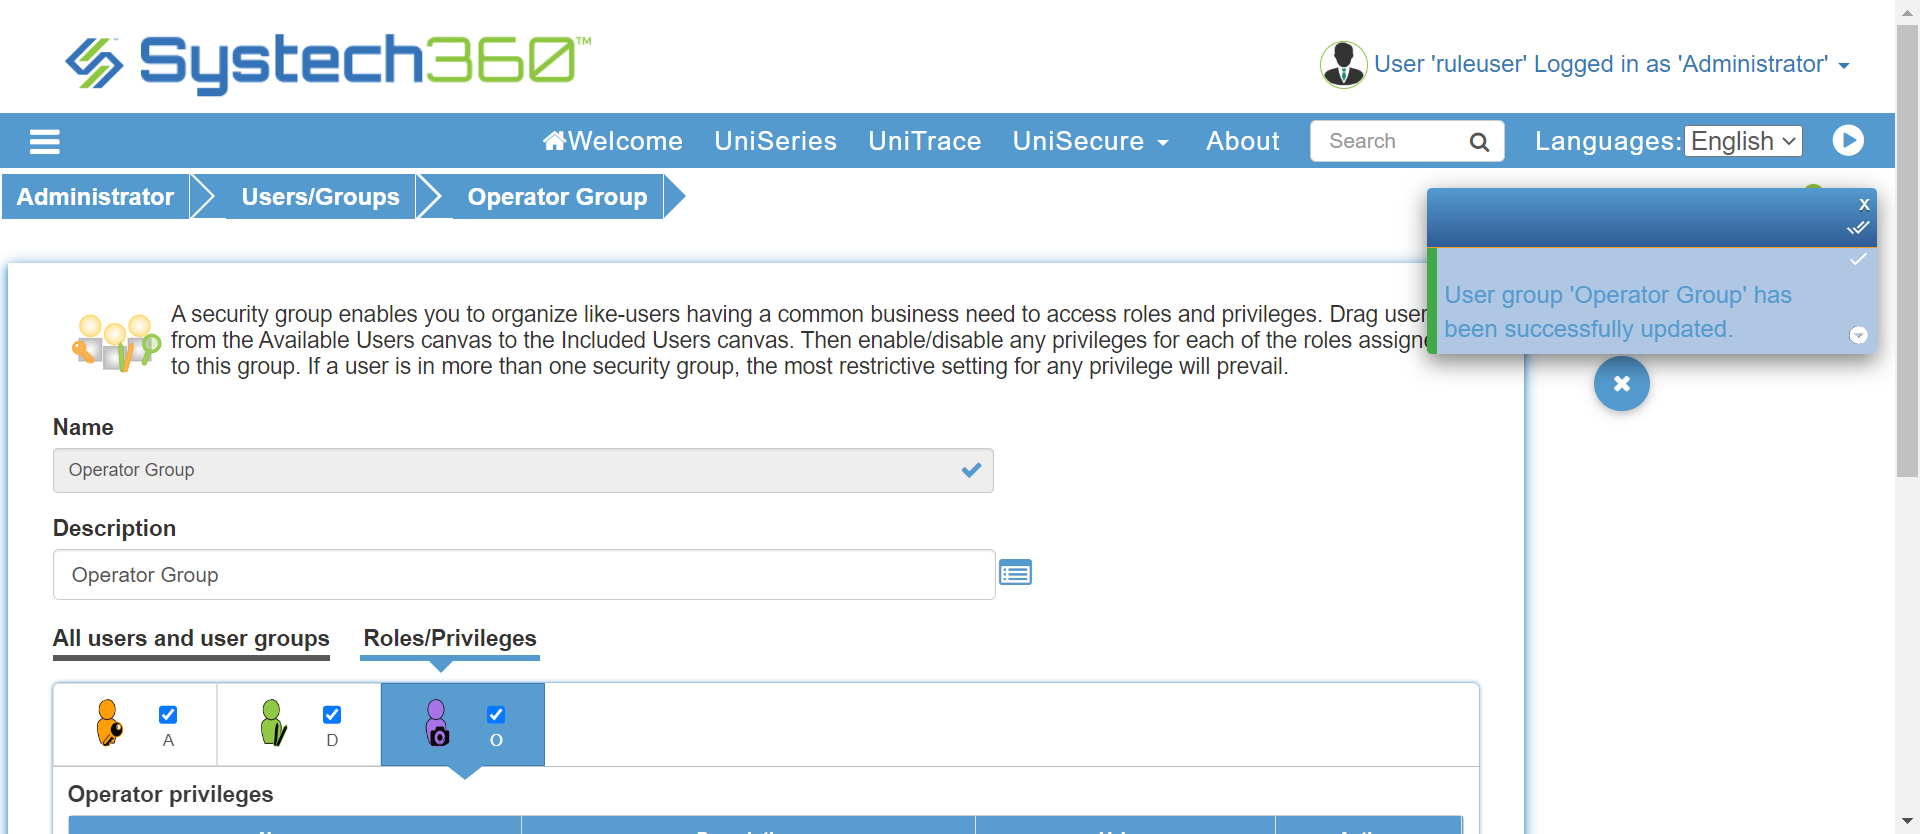 Systech360™
User 'ruleuser' Logged in as 'Administrator'
Welcome UniSeries UniTrace UniSecure About Search Languages: English
Administrator Users/Groups Operator Group
x
User group 'Operator Group' has
been successfully updated.
A security group enables you to organize like-users having a common business need to access roles and privileges. Drag user
from the Available Users canvas to the Included Users canvas. Then enable/disable any privileges for each of the roles assigne
to this group. If a user is in more than one security group, the most restrictive setting for any privilege will prevail.
Name
Operator Group
Description
Operator Group
All users and user groups Roles/Privileges
A D O
Operator privileges